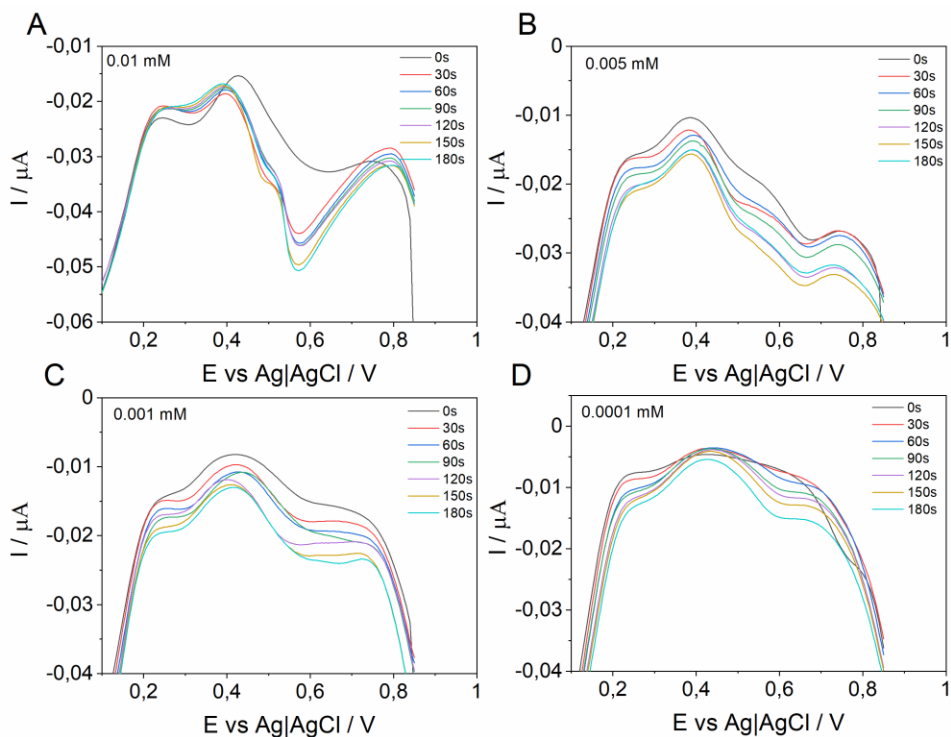 A
0.01 mM
-0,01
-0,02
-0,03
-0,04
-0,05
-0,06
0,2
0,4
0,6
0,8
1
I / µA
E vs Ag|AgCl / V
0s
30s
60s
90s
120s
150s
180s
B
0.005 mM
0
-0,01
-0,02
-0,03
-0,04
0,2
0,4
0,6
0,8
1
I / µA
E vs Ag|AgCl / V
0s
30s
60s
90s
120s
150s
180s
C
0.001 mM
0
-0,01
-0,02
-0,03
-0,04
0,2
0,4
0,6
0,8
1
I / µA
E vs Ag|AgCl / V
0s
30s
60s
90s
120s
150s
180s
D
0.0001 mM
0
-0,01
-0,02
-0,03
-0,04
0,2
0,4
0,6
0,8
1
I / µA
E vs Ag|AgCl / V
0s
30s
60s
90s
120s
150s
180s